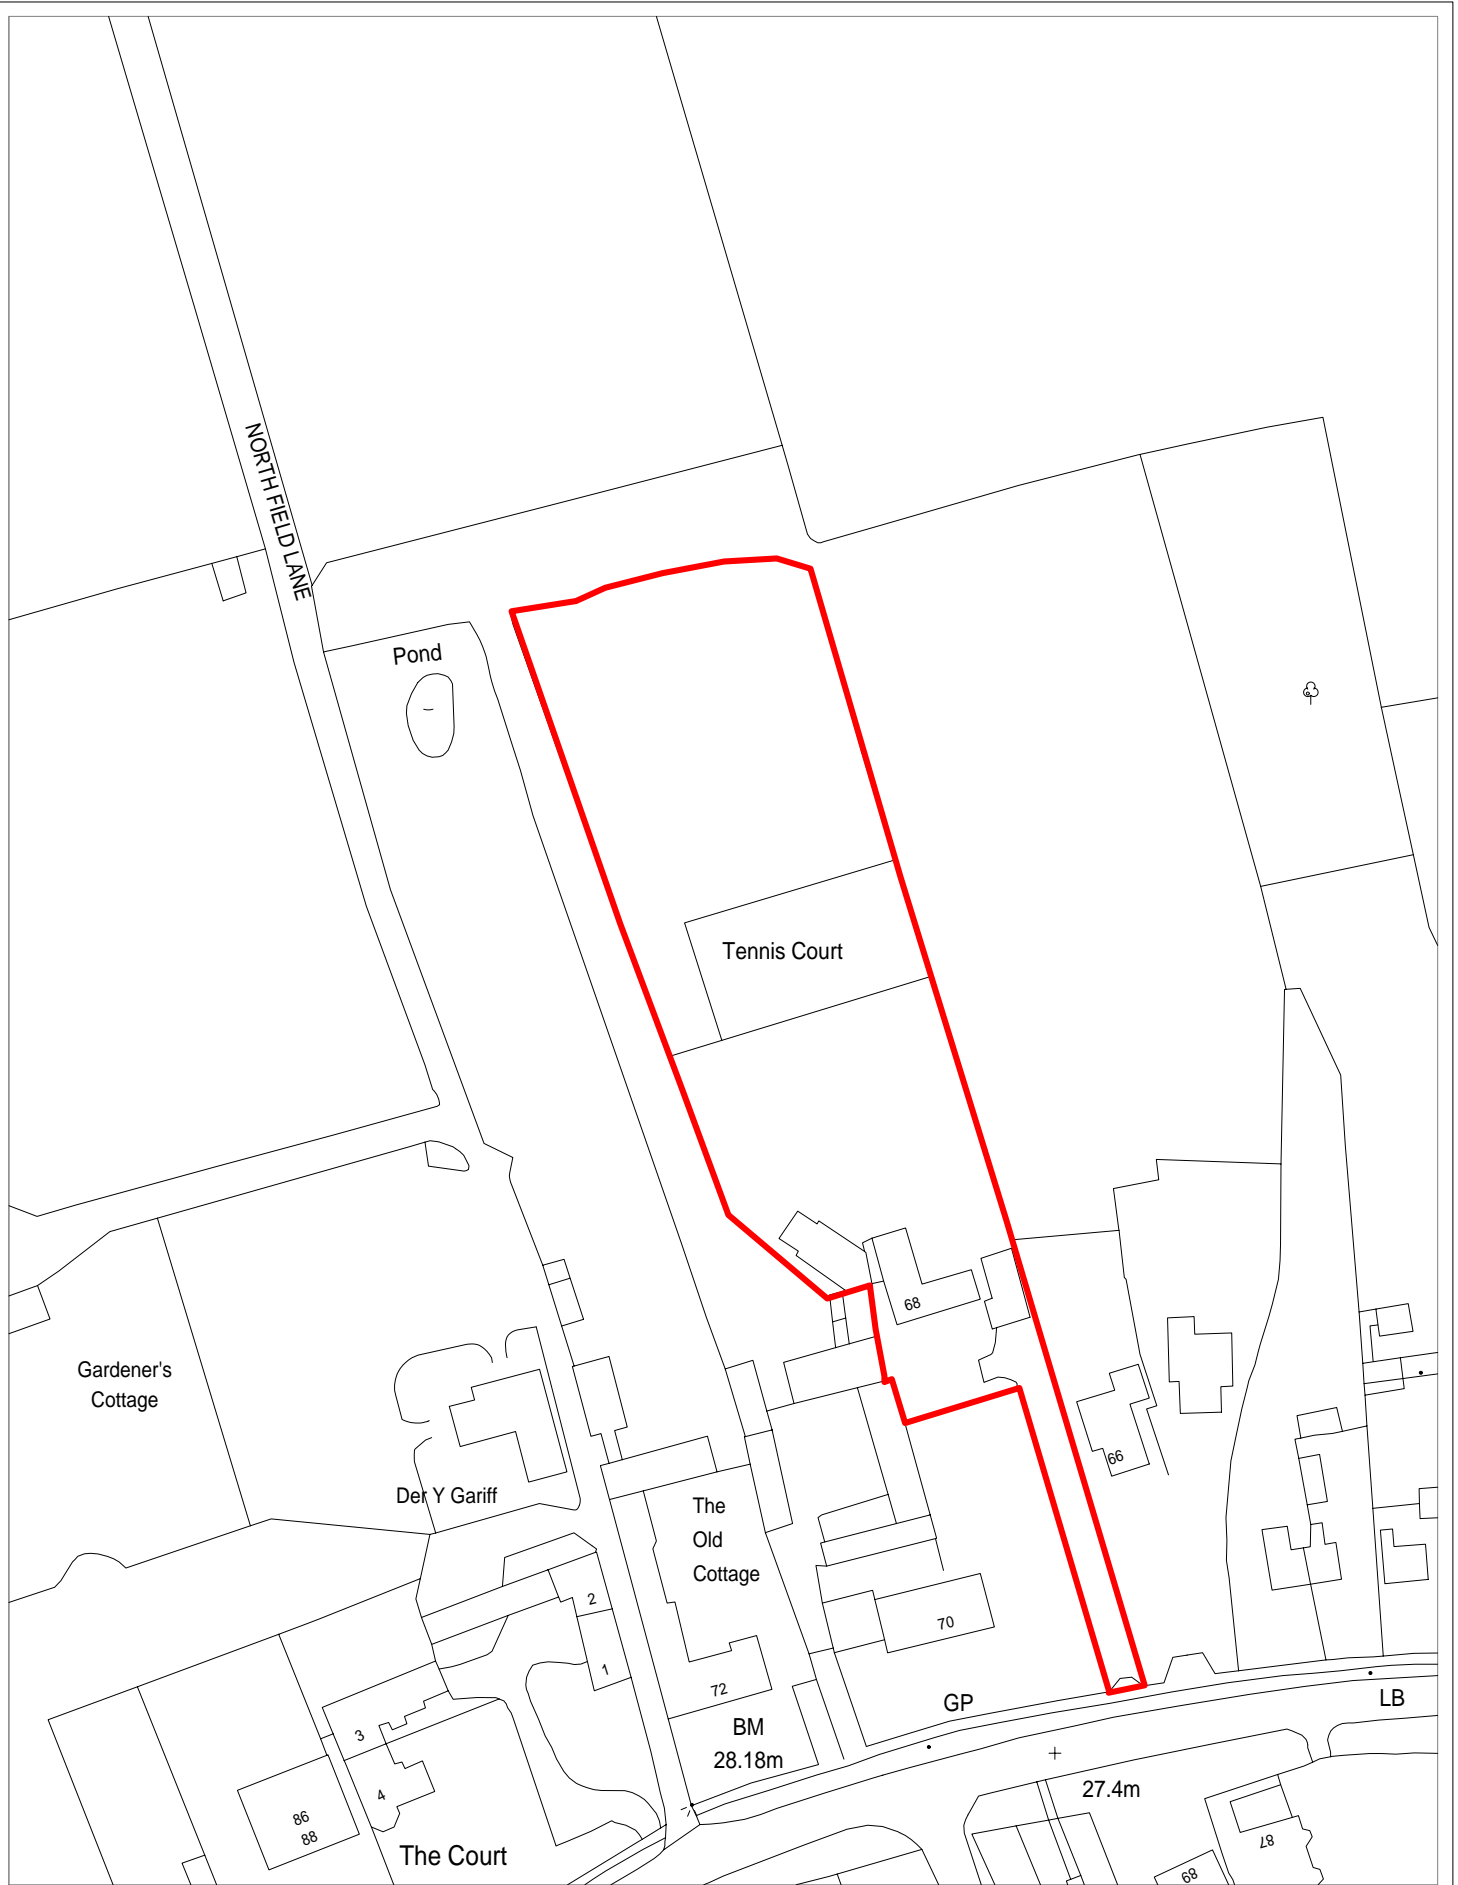 NORTH FIELD LANE
Pond
Tennis Court
68
Gardener's
Cottage
66
Der Y Gariff
The
Old
Cottage
2
1
70
72
3
4
GP
LB
BM
28.18m
27.4m
86
88
The Court
87
89